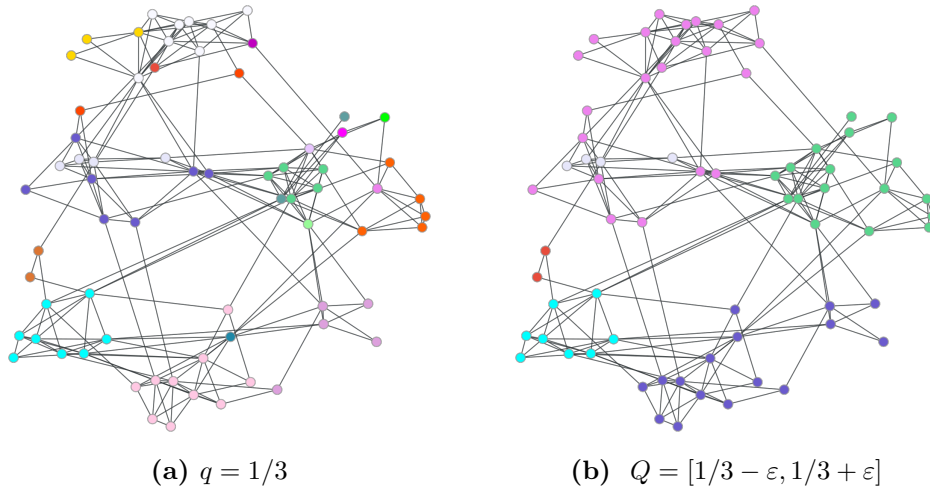 (a) q = 1/3
(b) Q = [1/3 − ε, 1/3 + ε]